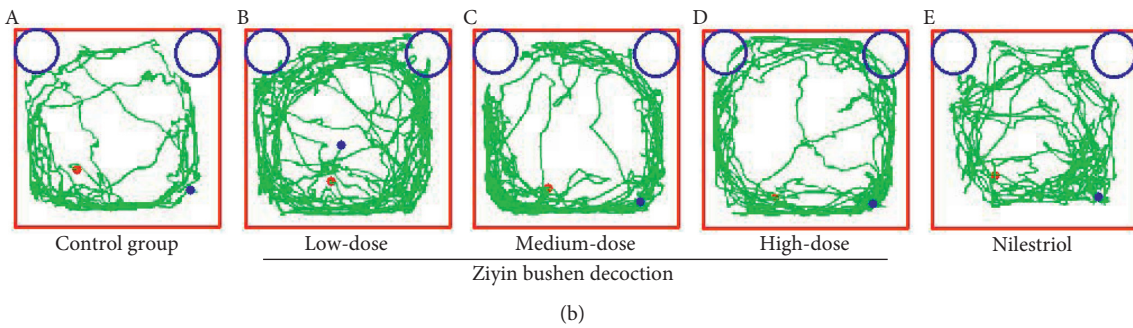 A B C D E
Control group Low-dose Medium-dose High-dose Nilestriol
Ziyin bushen decoction
(b)